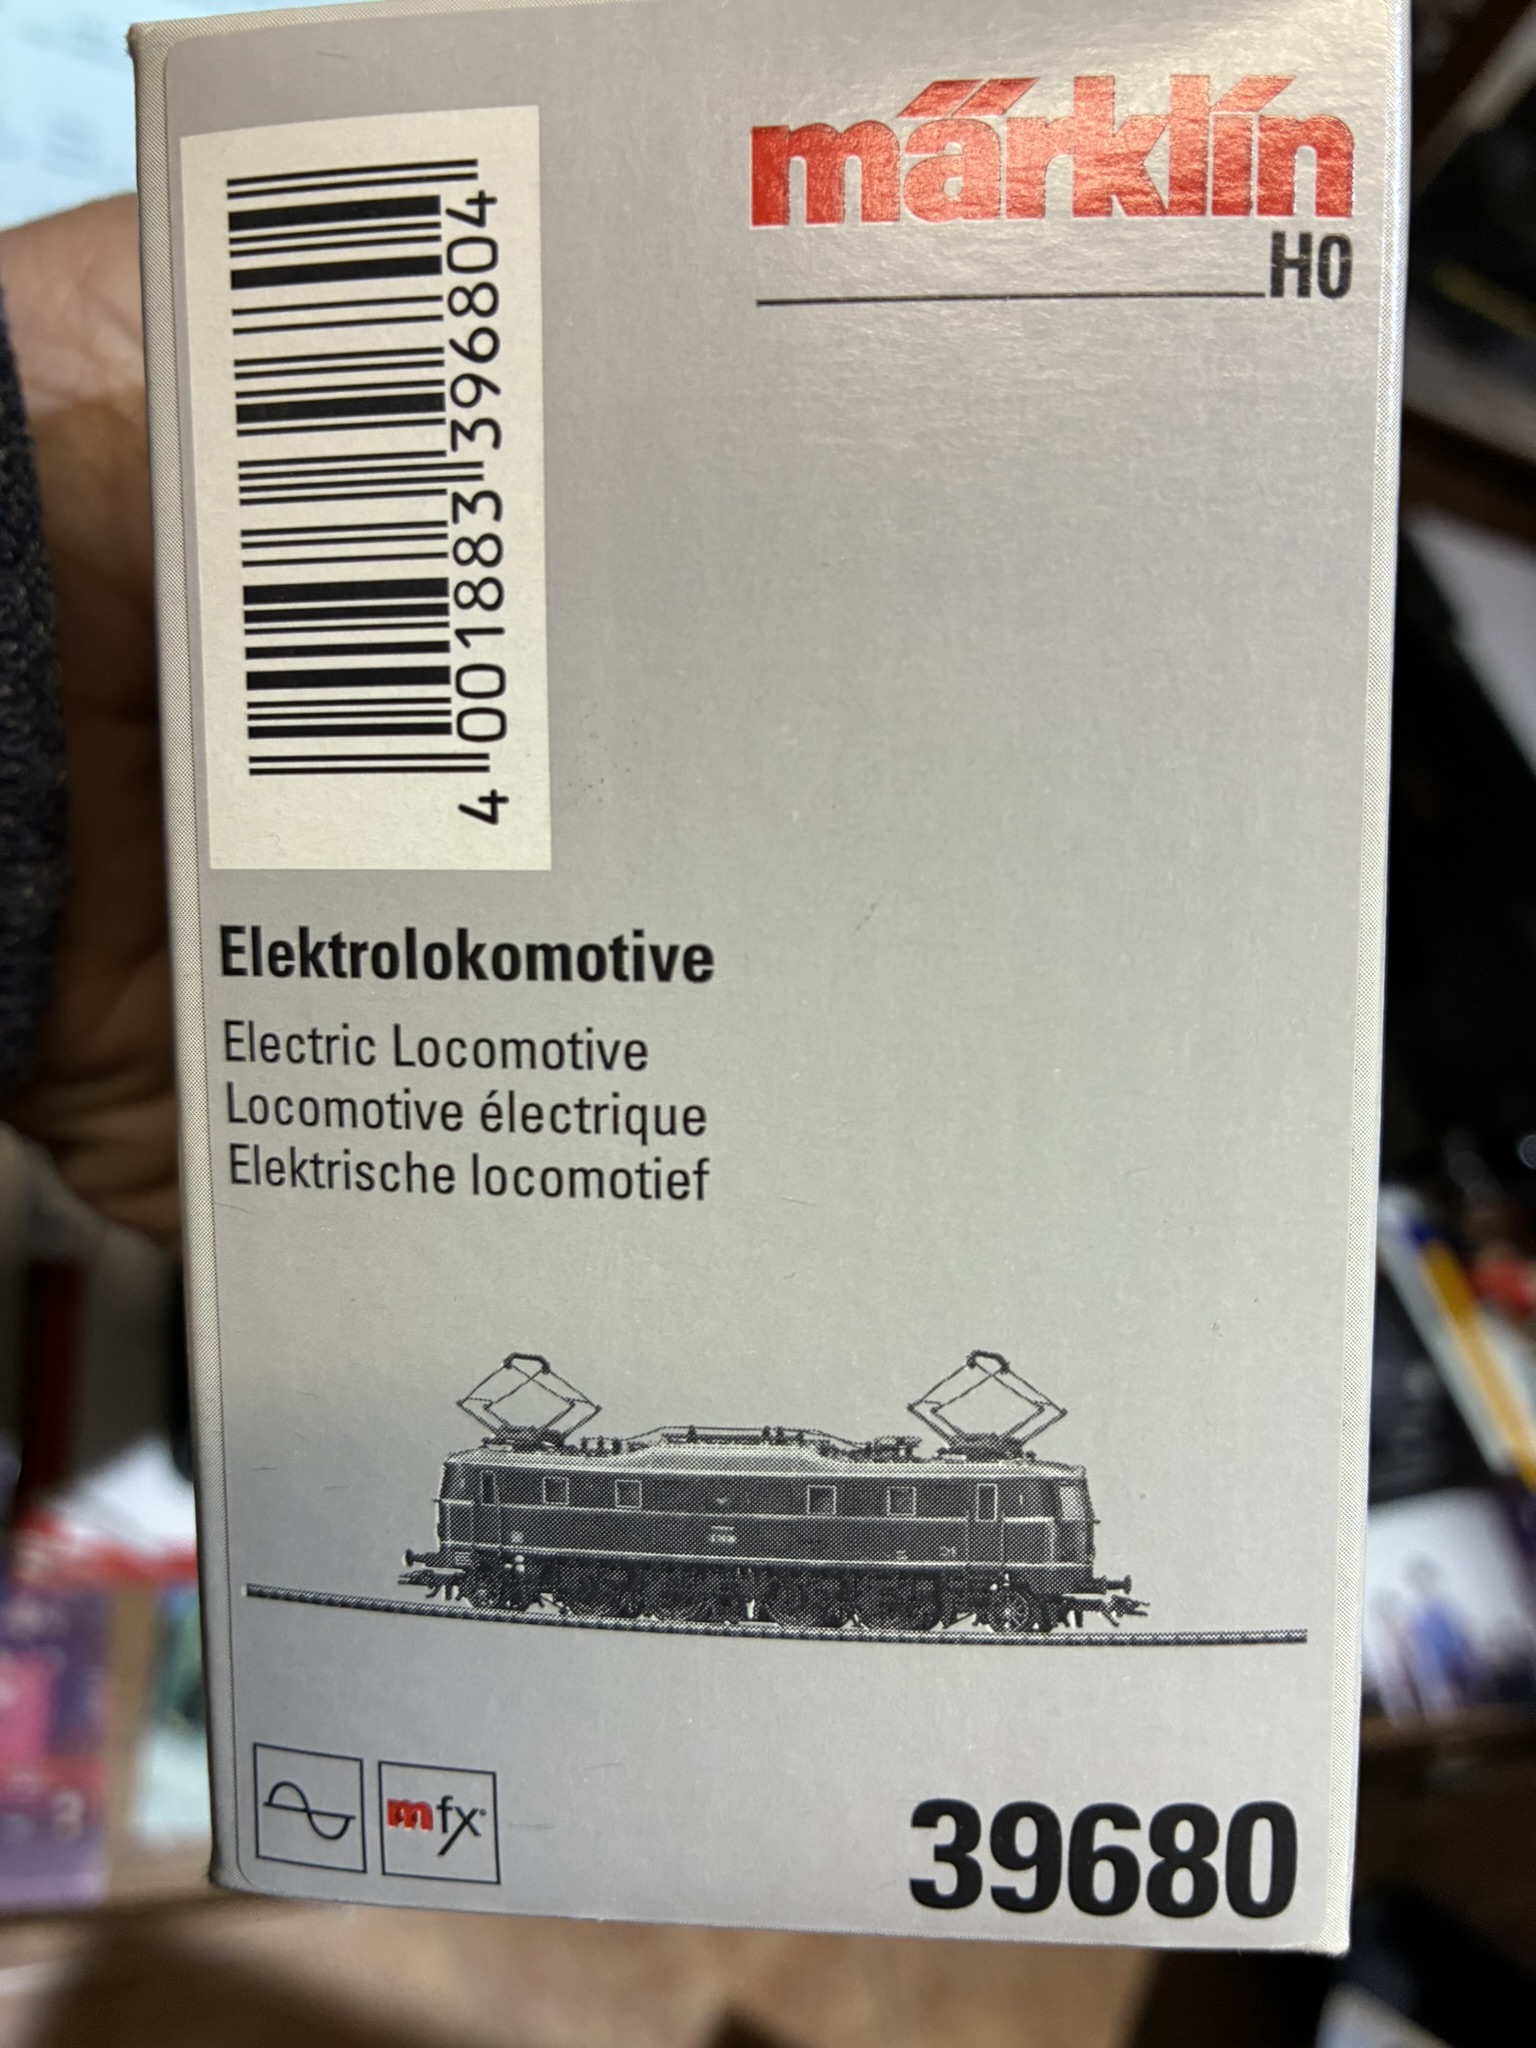 märklin
H0
4 001883 396804
Elektrolokomotive
Electric Locomotive
Locomotive électrique
Elektrische locomotief
mfx
39680